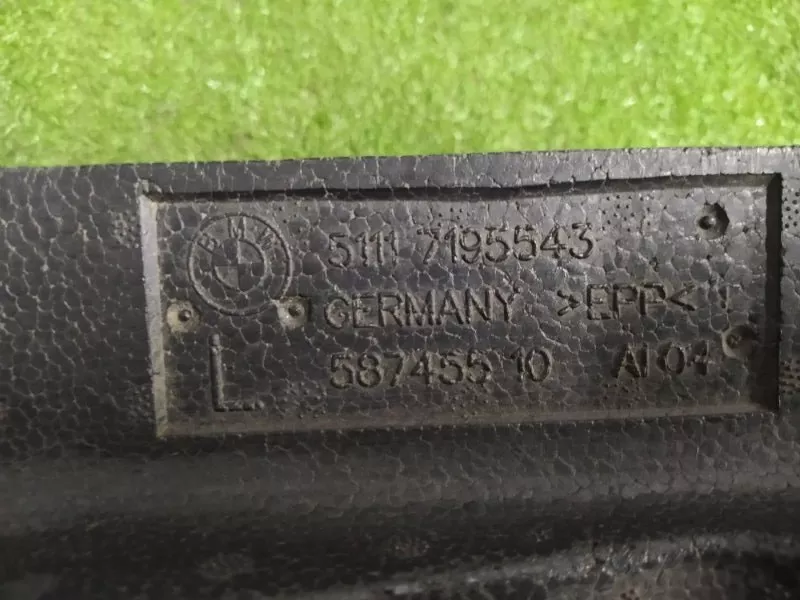 BMW
5111 7195543
GERMANY >EPP<
L
587455 10 AI 04